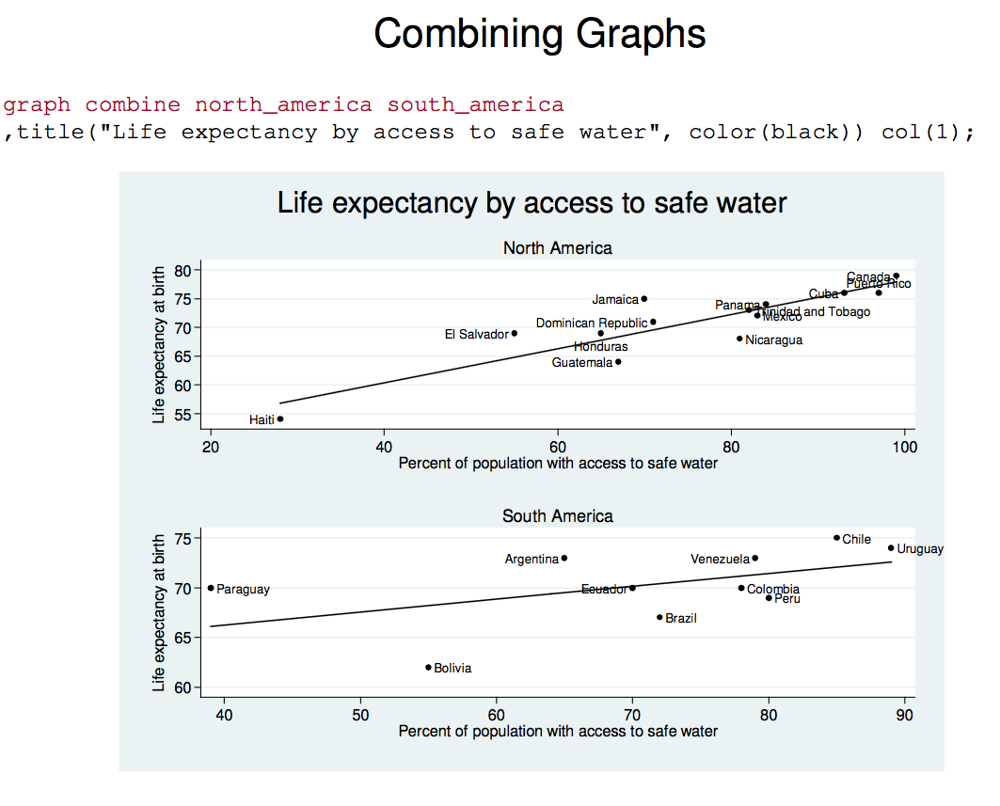 Combining Graphs
graph combine north_america south_america
,title("Life expectancy by access to safe water", color(black)) col(1);
Life expectancy by access to safe water
North America
Life expectancy at birth
80
75
70
65
60
55
Canada
Puerto Rico
Cuba
Jamaica
Panama
Trinidad and Tobago
Mexico
Dominican Republic
El Salvador
Honduras
Nicaragua
Guatemala
Haiti
20 40 60 80 100
Percent of population with access to safe water
South America
Life expectancy at birth
75
70
65
60
Chile
Uruguay
Argentina
Venezuela
Paraguay
Ecuador
Colombia
Peru
Brazil
Bolivia
40 50 60 70 80 90
Percent of population with access to safe water